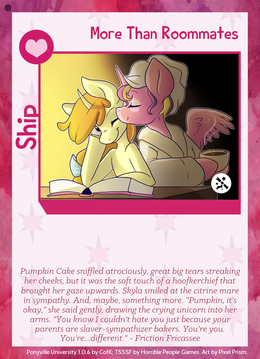 More Than Roommates
Ship
Pumpkin Cake sniffled atrociously, great big tears streaking
her cheeks, but it was the soft touch of a hoofkerchief that
brought her gaze upwards. Skyla smiled at the citrine mare
in sympathy. And, maybe, something more. "Pumpkin, it's
okay," she said gently, drawing the crying unicorn into her
arms. "You know I couldn't hate you just because your
parents are slaver-sympathizer bakers. You're you.
You're...different." - Friction Fricassee
Ponyville University 1.0.6 by CofK, TSSSF by Horrible People Games. Art by Pixel Prism.